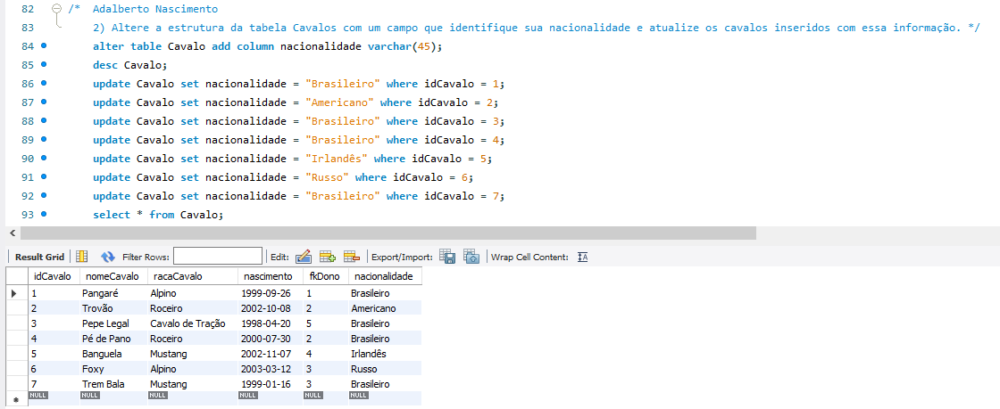 82 /*  Adalberto Nascimento
83 2) Altere a estrutura da tabela Cavalos com um campo que identifique sua nacionalidade e atualize os cavalos inseridos com essa informação. */
84 alter table Cavalo add column nacionalidade varchar(45);
85 desc Cavalo;
86 update Cavalo set nacionalidade = "Brasileiro" where idCavalo = 1;
87 update Cavalo set nacionalidade = "Americano" where idCavalo = 2;
88 update Cavalo set nacionalidade = "Brasileiro" where idCavalo = 3;
89 update Cavalo set nacionalidade = "Brasileiro" where idCavalo = 4;
90 update Cavalo set nacionalidade = "Irlandês" where idCavalo = 5;
91 update Cavalo set nacionalidade = "Russo" where idCavalo = 6;
92 update Cavalo set nacionalidade = "Brasileiro" where idCavalo = 7;
93 select * from Cavalo;
Result Grid Filter Rows: Edit: Export/Import: Wrap Cell Content: IA
idCavalo nomeCavalo racaCavalo nascimento fkDono nacionalidade
1 Pangaré Alpino 1999-09-26 1 Brasileiro
2 Trovão Roceiro 2002-10-08 2 Americano
3 Pepe Legal Cavalo de Tração 1998-04-20 5 Brasileiro
4 Pé de Pano Roceiro 2000-07-30 2 Brasileiro
5 Banguela Mustang 2002-11-07 4 Irlandês
6 Foxy Alpino 2003-03-12 3 Russo
7 Trem Bala Mustang 1999-01-16 3 Brasileiro
NULL NULL NULL NULL NULL NULL